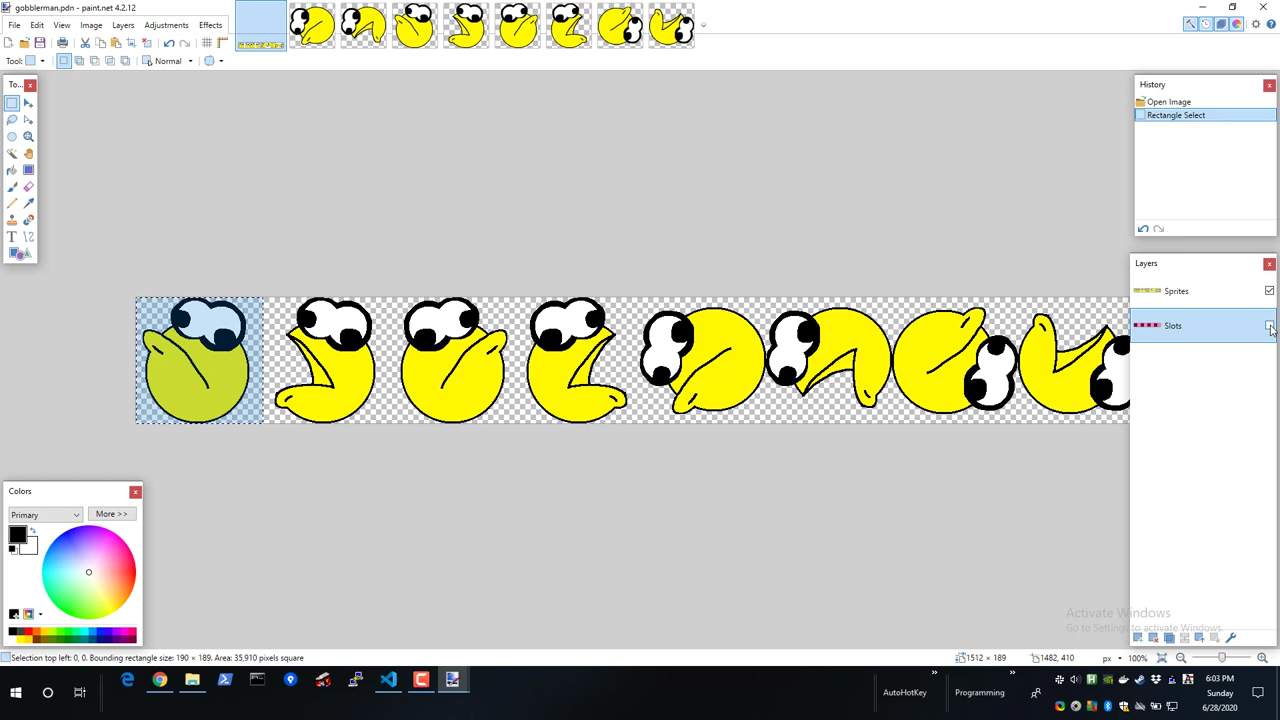 gobblerman.pdn - paint.net 4.2.12
File Edit View Image Layers Adjustments Effects
Tool: Normal
To...
History
Open Image
Rectangle Select
Layers
Sprites
Slots
Colors
Primary
More >>
Activate Windows
Go to Settings to activate Windows.
Selection top left: 0, 0. Bounding rectangle size: 190 × 189. Area: 35,910 pixels square
1512 × 189
1482, 410
px
100%
AutoHotKey
Programming
6:03 PM
Sunday
6/28/2020